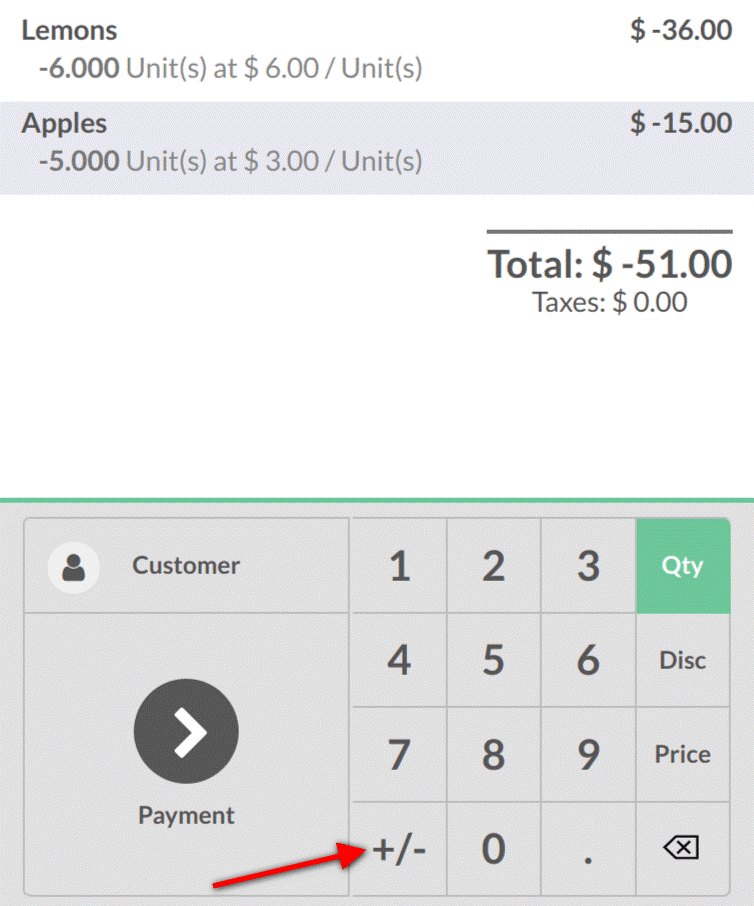 Lemons $ -36.00
-6.000 Unit(s) at $ 6.00 / Unit(s)
Apples $ -15.00
-5.000 Unit(s) at $ 3.00 / Unit(s)
Total: $ -51.00
Taxes: $ 0.00
Customer 1 2 3 Qty
4 5 6 Disc
7 8 9 Price
Payment
+/- 0 .